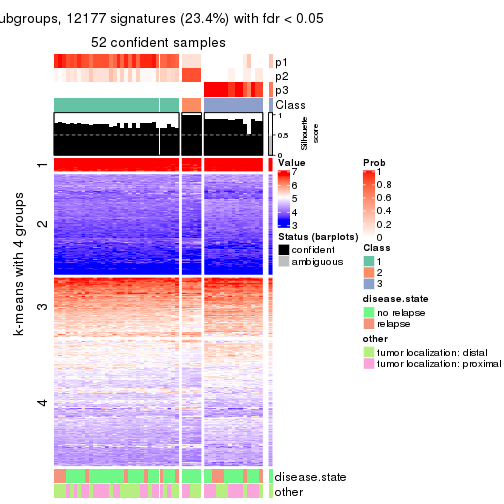 ubgroups, 12177 signatures (23.4%) with fdr < 0.05
52 confident samples
p1
p2
p3
Class
1
0.5
0
Silhouette
score
k-means with 4 groups
1
2
3
4
disease.state
other
Value
7
6
5
4
3
Status (barplots)
confident
ambiguous
Prob
1
0.8
0.6
0.4
0.2
0
Class
1
2
3
disease.state
no relapse
relapse
other
tumor localization: distal
tumor localization: proximal